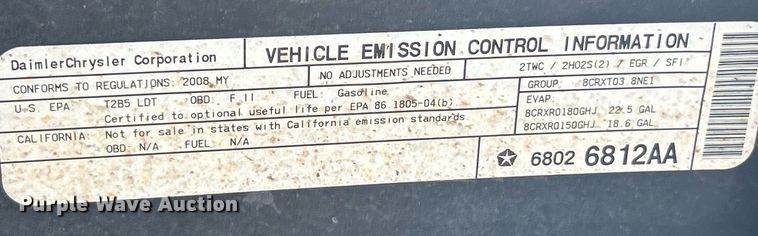 DaimlerChrysler Corporation
VEHICLE EMISSION CONTROL INFORMATION
CONFORMS TO REGULATIONS: 2008 MY
NO ADJUSTMENTS NEEDED
2TWC / 2HO2S(2) / EGR / SFI
U.S. EPA: T2B5 LDT OBD: F II FUEL: Gasoline
Certified to optional useful life per EPA 86.1805-04(b)
GROUP: 8CRXT03.8NE1
EVAP:
8CRXR0180GHJ 22.5 GAL
8CRXR0150GHJ 18.6 GAL
CALIFORNIA: Not for sale in states with California emission standards
OBD: N/A FUEL: N/A
6802 6812AA
Purple Wave Auction